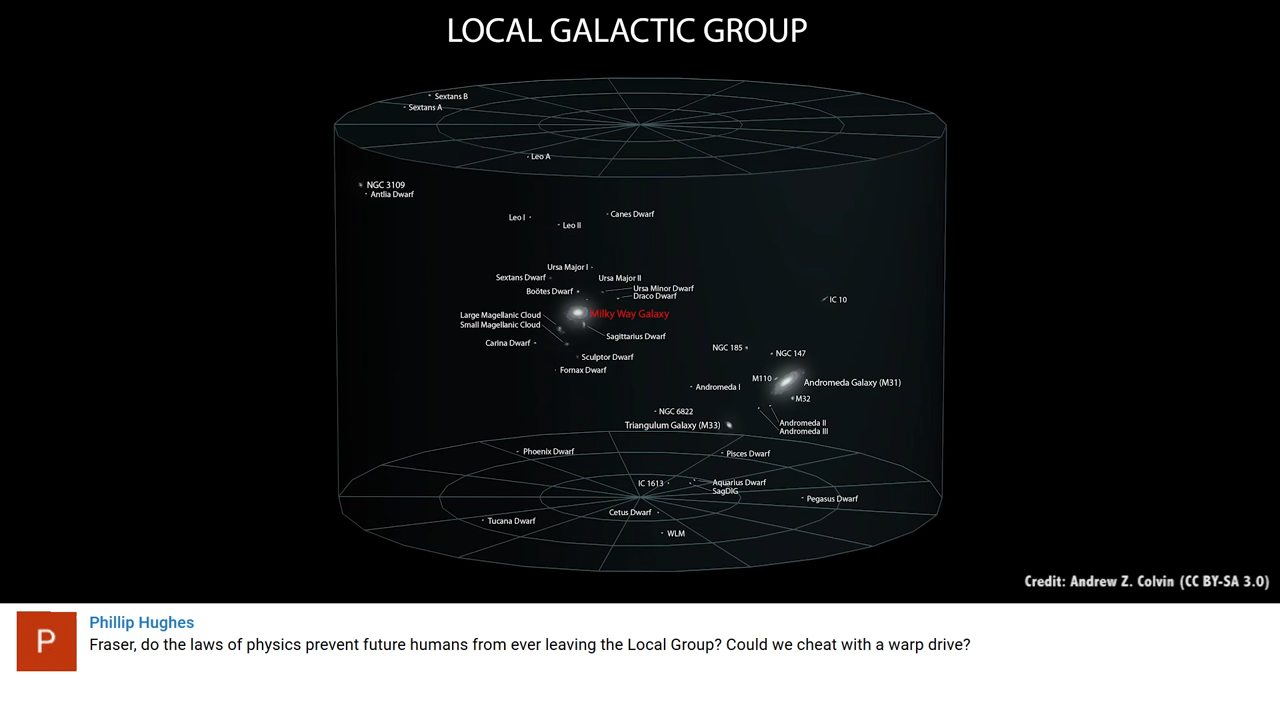 LOCAL GALACTIC GROUP
Sextans B
Sextans A
Leo A
NGC 3109
Antlia Dwarf
Leo I
Leo II
Canes Dwarf
Ursa Major I
Sextans Dwarf
Ursa Major II
Boötes Dwarf
Ursa Minor Dwarf
Draco Dwarf
IC 10
Large Magellanic Cloud
Milky Way Galaxy
Small Magellanic Cloud
Sagittarius Dwarf
Carina Dwarf
NGC 185
NGC 147
Sculptor Dwarf
Fornax Dwarf
M110
Andromeda Galaxy (M31)
Andromeda I
M32
NGC 6822
Andromeda II
Triangulum Galaxy (M33)
Andromeda III
Phoenix Dwarf
Pisces Dwarf
IC 1613
Aquarius Dwarf
SagDIG
Pegasus Dwarf
Cetus Dwarf
Tucana Dwarf
WLM
Credit: Andrew Z. Colvin (CC BY-SA 3.0)
P
Phillip Hughes
Fraser, do the laws of physics prevent future humans from ever leaving the Local Group? Could we cheat with a warp drive?